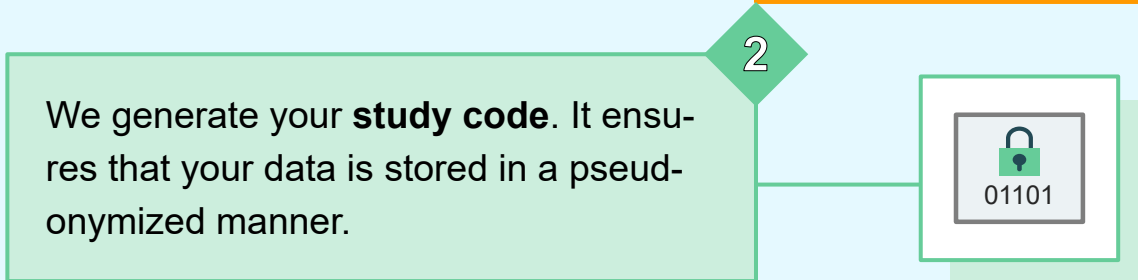 2
We generate your study code. It ensu-
res that your data is stored in a pseud-
onymized manner.
01101